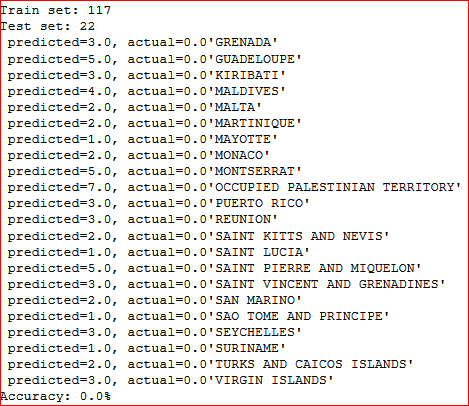 Train set: 117
Test set: 22
predicted=3.0, actual=0.0'GRENADA'
predicted=5.0, actual=0.0'GUADELOUPE'
predicted=3.0, actual=0.0'KIRIBATI'
predicted=4.0, actual=0.0'MALDIVES'
predicted=2.0, actual=0.0'MALTA'
predicted=2.0, actual=0.0'MARTINIQUE'
predicted=1.0, actual=0.0'MAYOTTE'
predicted=2.0, actual=0.0'MONACO'
predicted=5.0, actual=0.0'MONTSERRAT'
predicted=7.0, actual=0.0'OCCUPIED PALESTINIAN TERRITORY'
predicted=3.0, actual=0.0'PUERTO RICO'
predicted=3.0, actual=0.0'REUNION'
predicted=2.0, actual=0.0'SAINT KITTS AND NEVIS'
predicted=1.0, actual=0.0'SAINT LUCIA'
predicted=5.0, actual=0.0'SAINT PIERRE AND MIQUELON'
predicted=3.0, actual=0.0'SAINT VINCENT AND GRENADINES'
predicted=2.0, actual=0.0'SAN MARINO'
predicted=1.0, actual=0.0'SAO TOME AND PRINCIPE'
predicted=3.0, actual=0.0'SEYCHELLES'
predicted=1.0, actual=0.0'SURINAME'
predicted=2.0, actual=0.0'TURKS AND CAICOS ISLANDS'
predicted=3.0, actual=0.0'VIRGIN ISLANDS'
Accuracy: 0.0%